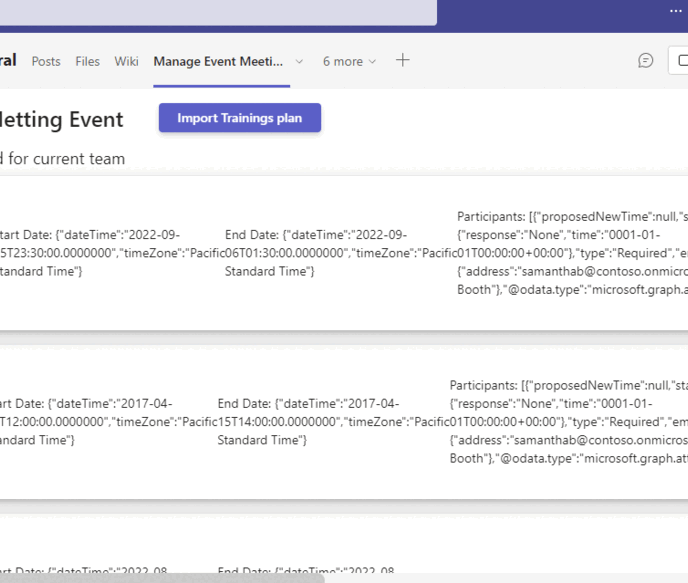 ral Posts Files Wiki Manage Event Meeti... 6 more
letting Event Import Trainings plan
d for current team
Participants: [{"proposedNewTime":null,"s
tart Date: {"dateTime":"2022-09- End Date: {"dateTime":"2022-09- {"response":"None","time":"0001-01-
5T23:30:00.0000000","timeZone":"Pacific 06T01:30:00.0000000","timeZone":"Pacific 01T00:00:00+00:00"},"type":"Required","e
tandard Time"} Standard Time"} {"address":"samanthab@contoso.onmicro
Booth"},"@odata.type":"microsoft.graph.a
Participants: [{"proposedNewTime":null,"sta
art Date: {"dateTime":"2017-04- End Date: {"dateTime":"2017-04- {"response":"None","time":"0001-01-
T12:00:00.0000000","timeZone":"Pacific 15T14:00:00.0000000","timeZone":"Pacific 01T00:00:00+00:00"},"type":"Required","em
andard Time"} Standard Time"} {"address":"samanthab@contoso.onmicros
Booth"},"@odata.type":"microsoft.graph.att
art Date: {"dateTime":"2022-08- End Date: {"dateTime":"2022-08-